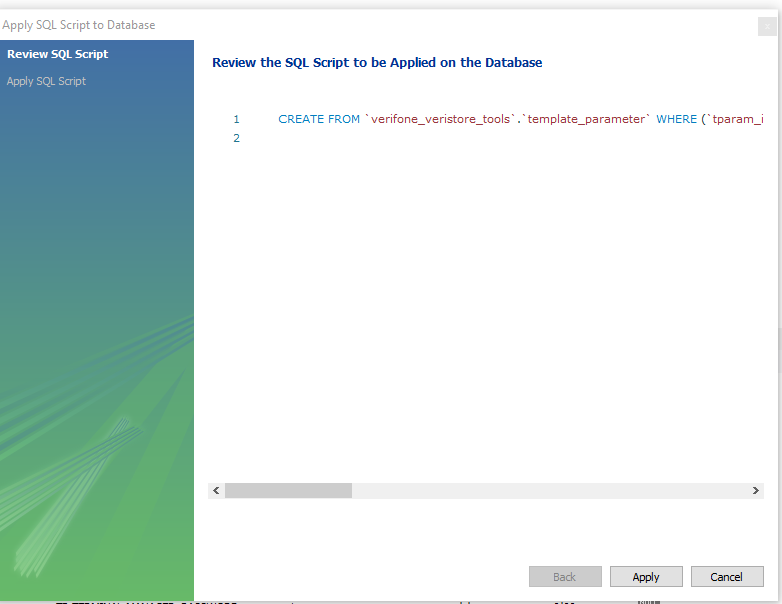 Apply SQL Script to Database
Review SQL Script
Apply SQL Script
Review the SQL Script to be Applied on the Database
1 CREATE FROM `verifone_veristore_tools`.`template_parameter` WHERE (`tparam_i
2
Back Apply Cancel